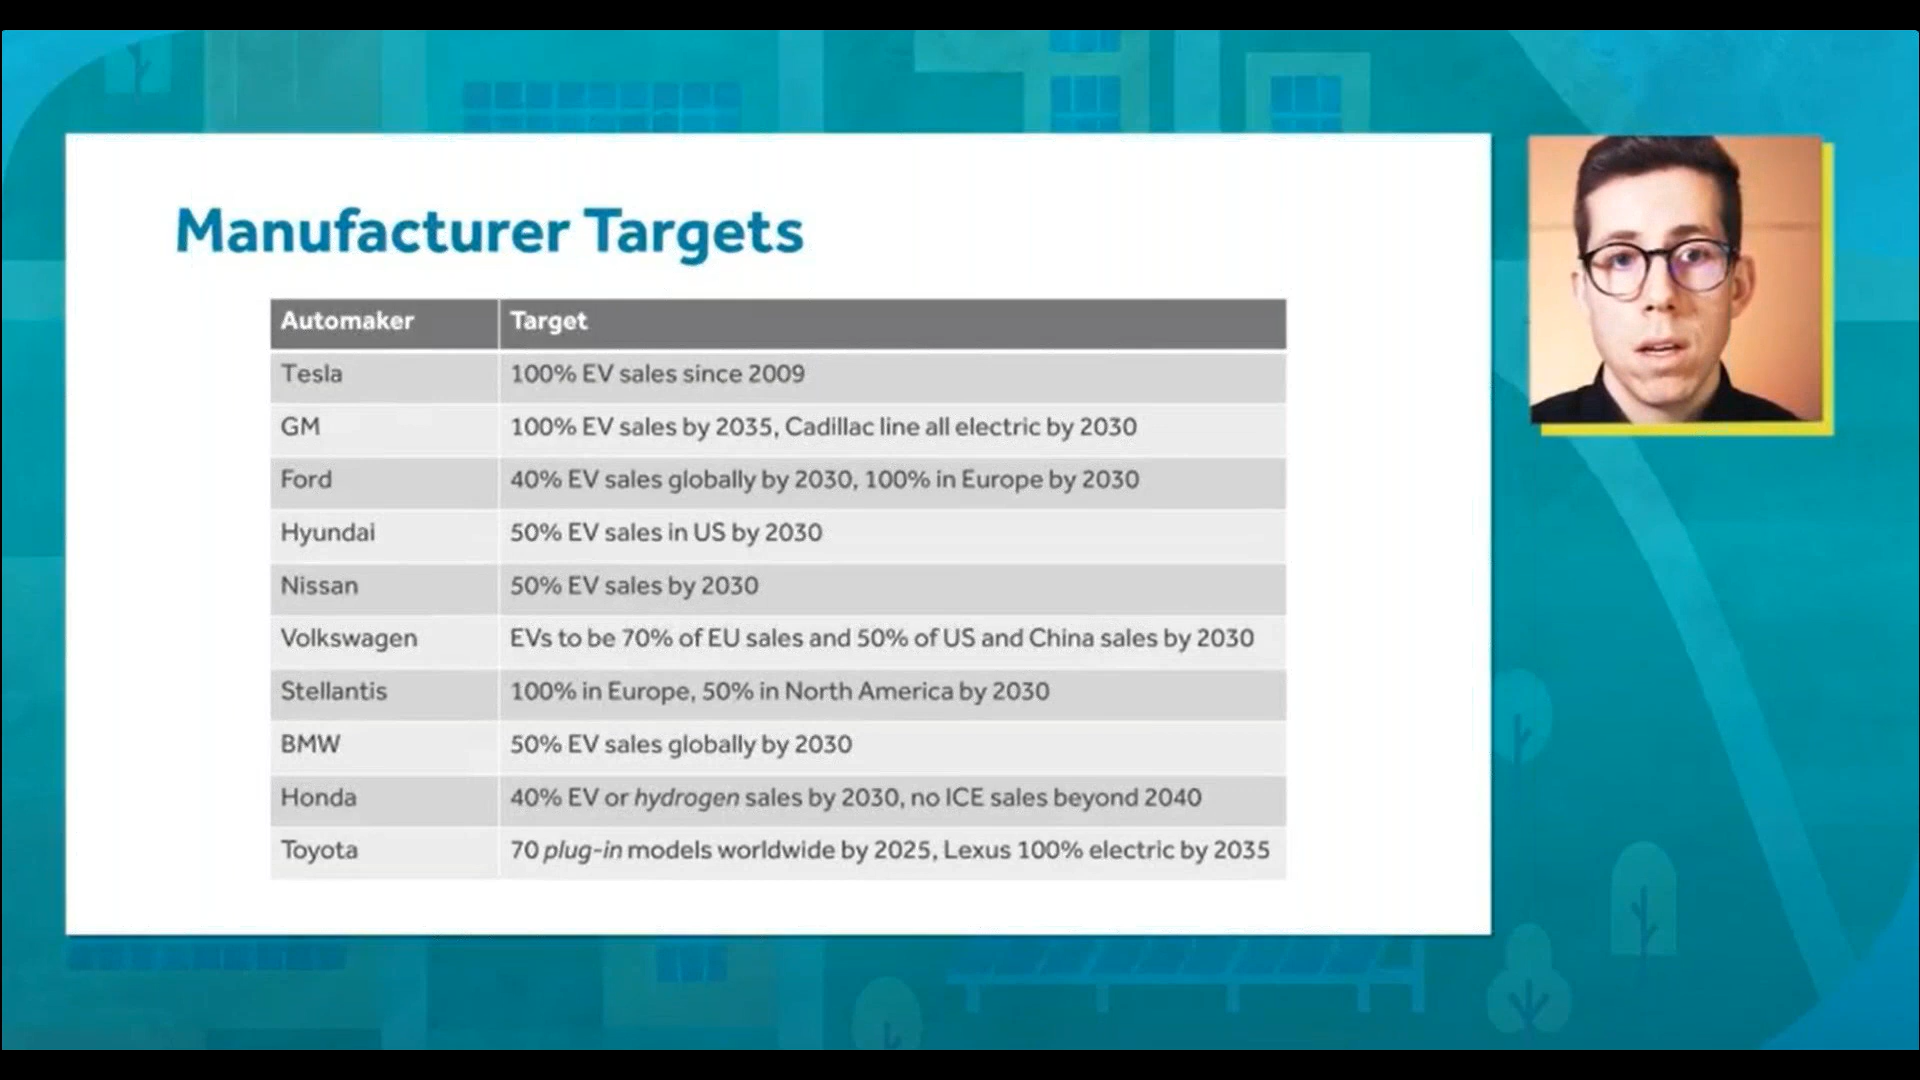 Manufacturer Targets
Automaker Target
Tesla 100% EV sales since 2009
GM 100% EV sales by 2035, Cadillac line all electric by 2030
Ford 40% EV sales globally by 2030, 100% in Europe by 2030
Hyundai 50% EV sales in US by 2030
Nissan 50% EV sales by 2030
Volkswagen EVs to be 70% of EU sales and 50% of US and China sales by 2030
Stellantis 100% in Europe, 50% in North America by 2030
BMW 50% EV sales globally by 2030
Honda 40% EV or hydrogen sales by 2030, no ICE sales beyond 2040
Toyota 70 plug-in models worldwide by 2025, Lexus 100% electric by 2035